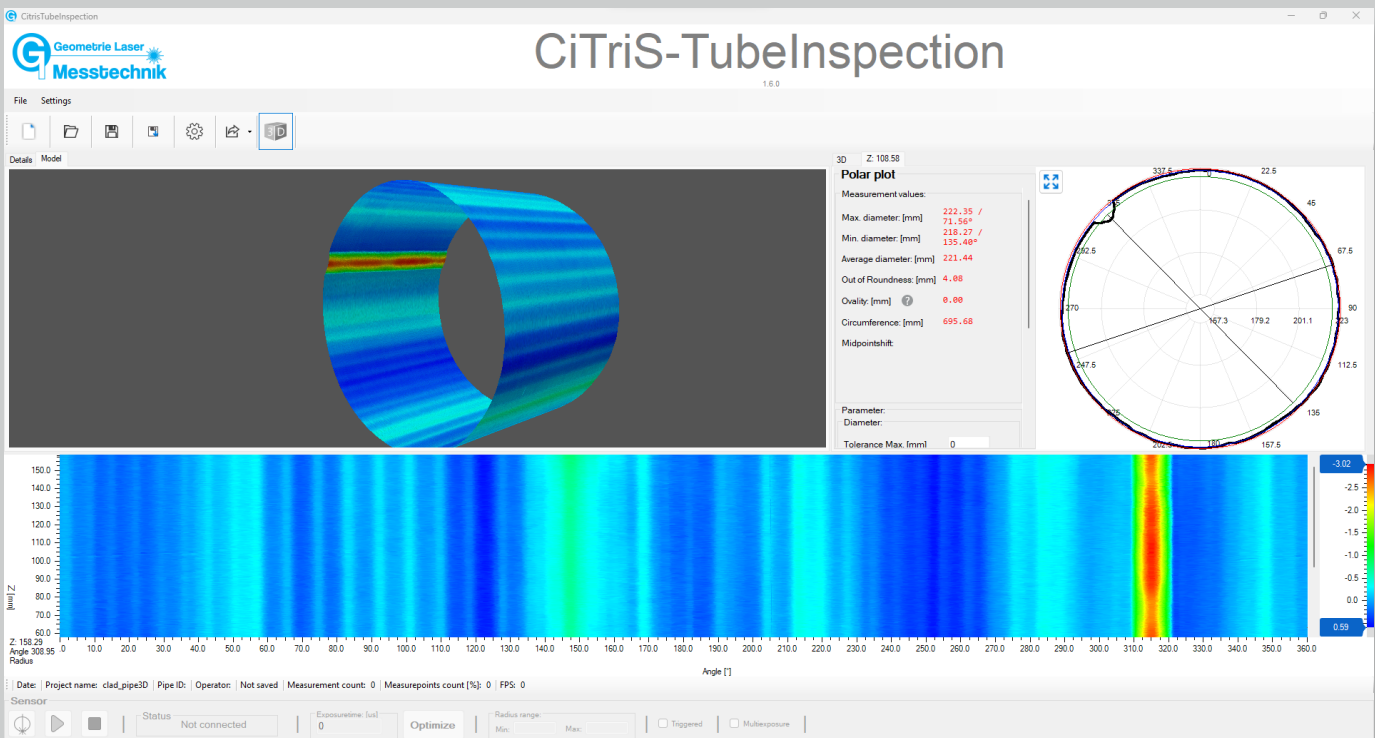 CitrisTubeInspection
Geometrie Laser
Messtechnik
CiTriS-TubeInspection
1.6.0
File Settings
3D
Details Model
3D Z: 108.58
Polar plot
Measurement values:
Max. diameter: [mm] 222.35 /
71.56°
Min. diameter: [mm] 218.27 /
135.40°
Average diameter: [mm] 221.44
Out of Roundness: [mm] 4.08
Ovality: [mm] ? 0.00
Circumference: [mm] 695.68
Midpointshift:
Parameter:
Diameter:
Tolerance Max. [mm] 0
337.5 0 22.5
45
292.5 67.5
270 90
167.3 179.2 201.1
247.5 112.5
136
202.5 180 157.5
150.0
140.0
130.0
120.0
110.0
100.0
90.0
80.0
70.0
60.0
Z [mm]
-3.02
-2.5
-2.0
-1.5
-1.0
-0.5
0.0
0.59
Z: 158.29
Angle 308.95
Radius
.0 10.0 20.0 30.0 40.0 50.0 60.0 70.0 80.0 90.0 100.0 110.0 120.0 130.0 140.0 150.0 160.0 170.0 180.0 190.0 200.0 210.0 220.0 230.0 240.0 250.0 260.0 270.0 280.0 290.0 300.0 310.0 320.0 330.0 340.0 350.0 360.0
Angle [°]
Date: Project name: clad_pipe3D Pipe ID: Operator: Not saved Measurement count: 0 Measurepoints count [%]: 0 FPS: 0
Sensor
Status
Not connected
Exposuretime: [us]
0
Optimize
Radius range:
Min: Max:
Triggered
Multiexposure